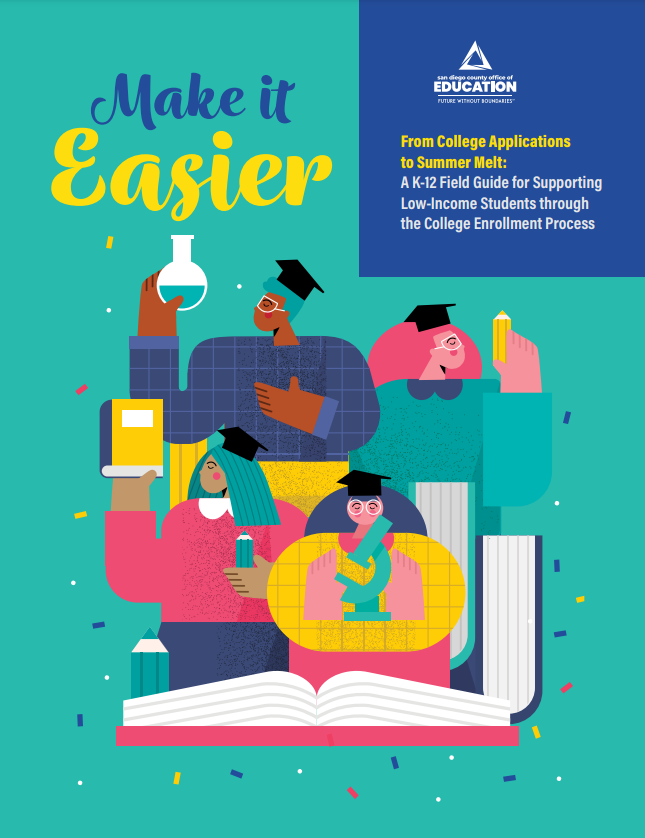 Make it
Easier
san diego county office of
EDUCATION
FUTURE WITHOUT BOUNDARIES™
From College Applications
to Summer Melt:
A K-12 Field Guide for Supporting
Low-Income Students through
the College Enrollment Process